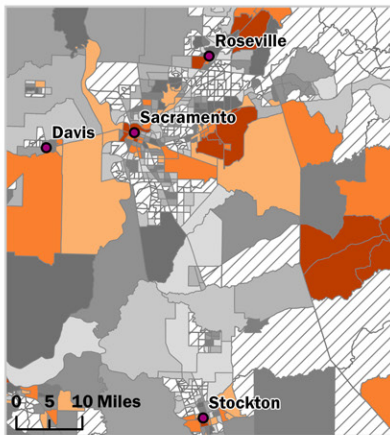 Roseville
Sacramento
Davis
0 5 10 Miles
Stockton